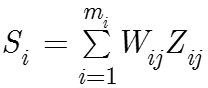 $S_i = \sum_{i=1}^{m_i} W_{ij} Z_{ij}$